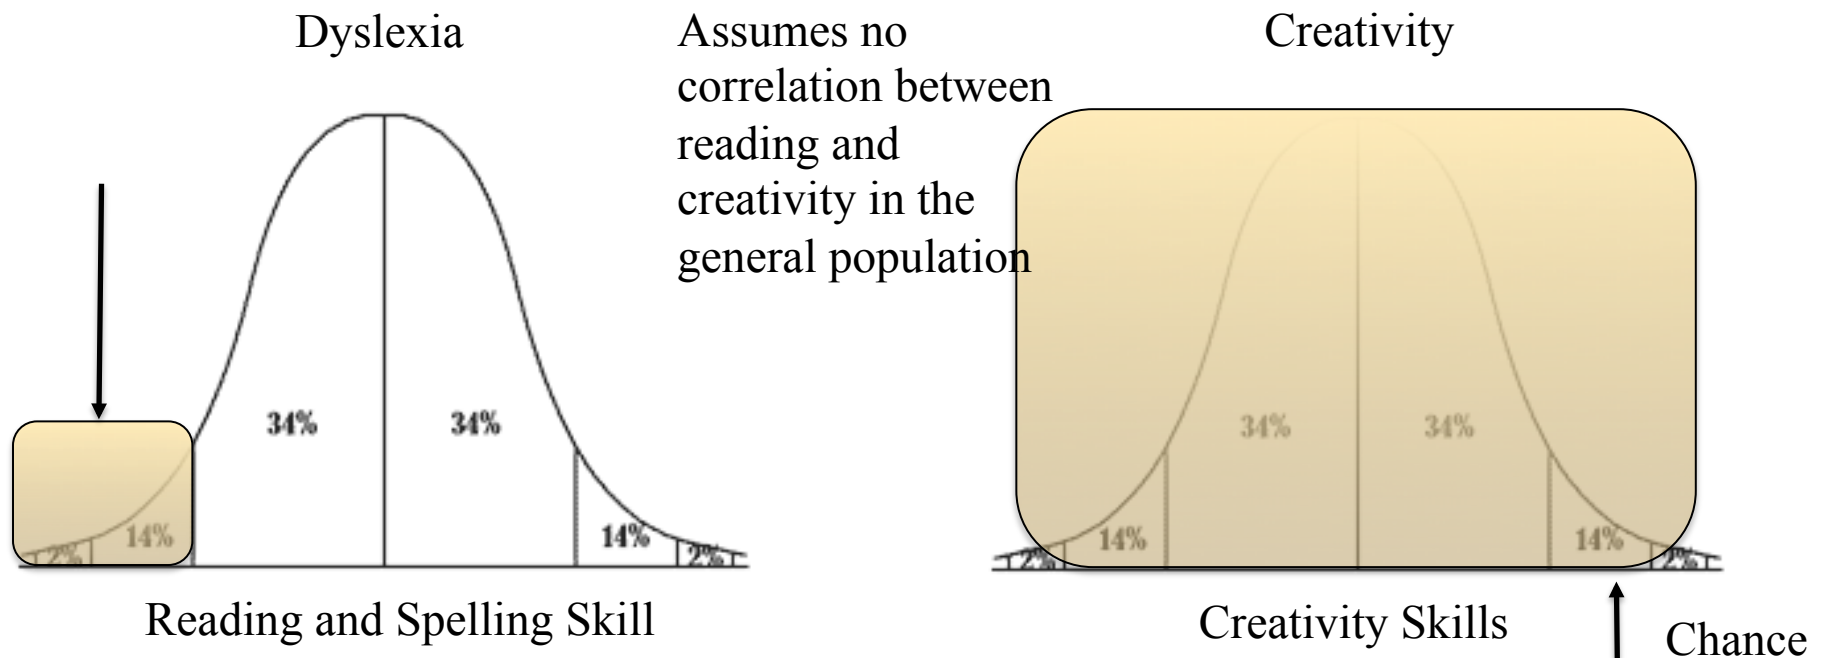 Dyslexia
Assumes no
correlation between
reading and
creativity in the
general population
Creativity
34%
34%
14%
2%
14%
2%
Reading and Spelling Skill
34%
34%
14%
2%
14%
2%
Creativity Skills
Chance